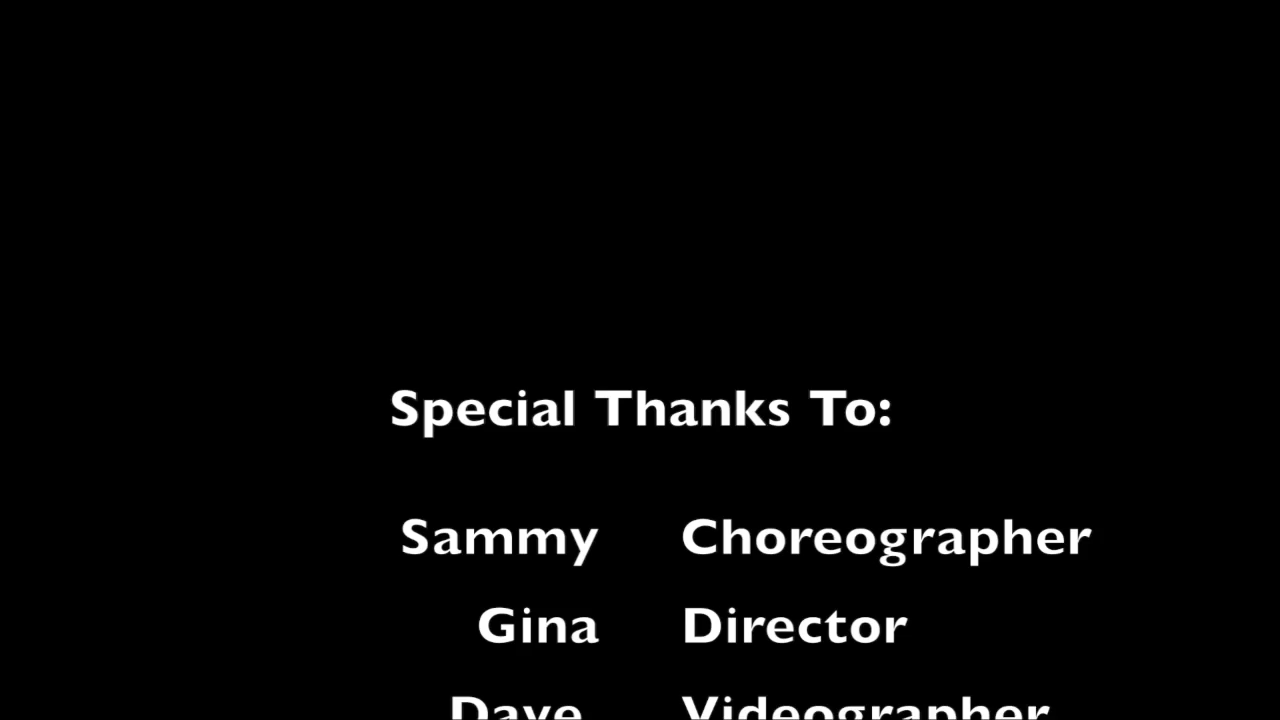 Special Thanks To:
Sammy Choreographer
Gina Director
Dave Videographer